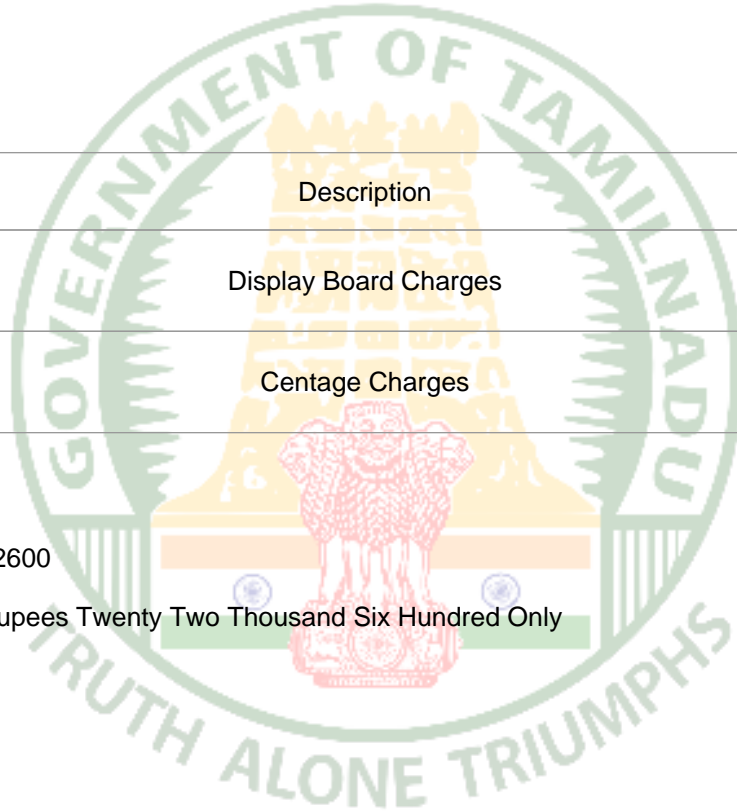 GOVERNMENT OF TAMILNADU
Description
Display Board Charges
Centage Charges
2600
upees Twenty Two Thousand Six Hundred Only
TRUTH ALONE TRIUMPHS